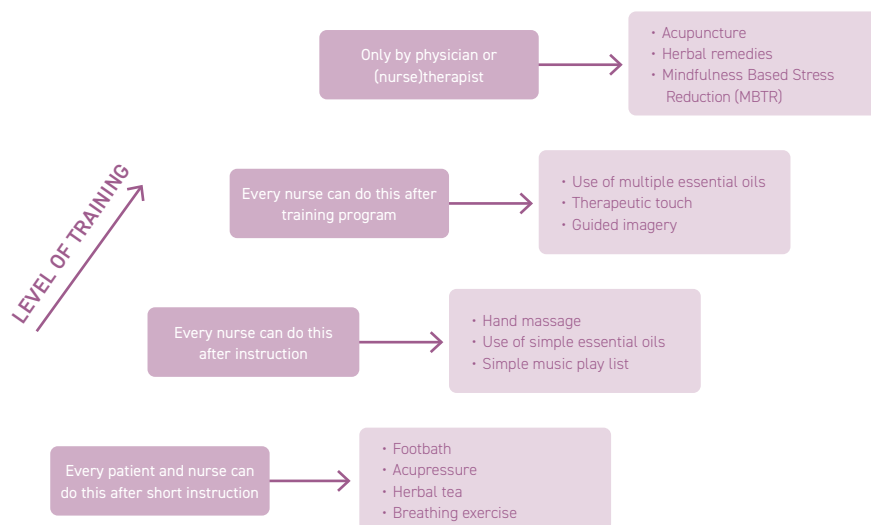 Only by physician or
(nurse)therapist
• Acupuncture
• Herbal remedies
• Mindfulness Based Stress
Reduction (MBTR)
Every nurse can do this after
training program
• Use of multiple essential oils
• Therapeutic touch
• Guided imagery
LEVEL OF TRAINING
Every nurse can do this
after instruction
• Hand massage
• Use of simple essential oils
• Simple music play list
Every patient and nurse can
do this after short instruction
• Footbath
• Acupressure
• Herbal tea
• Breathing exercise